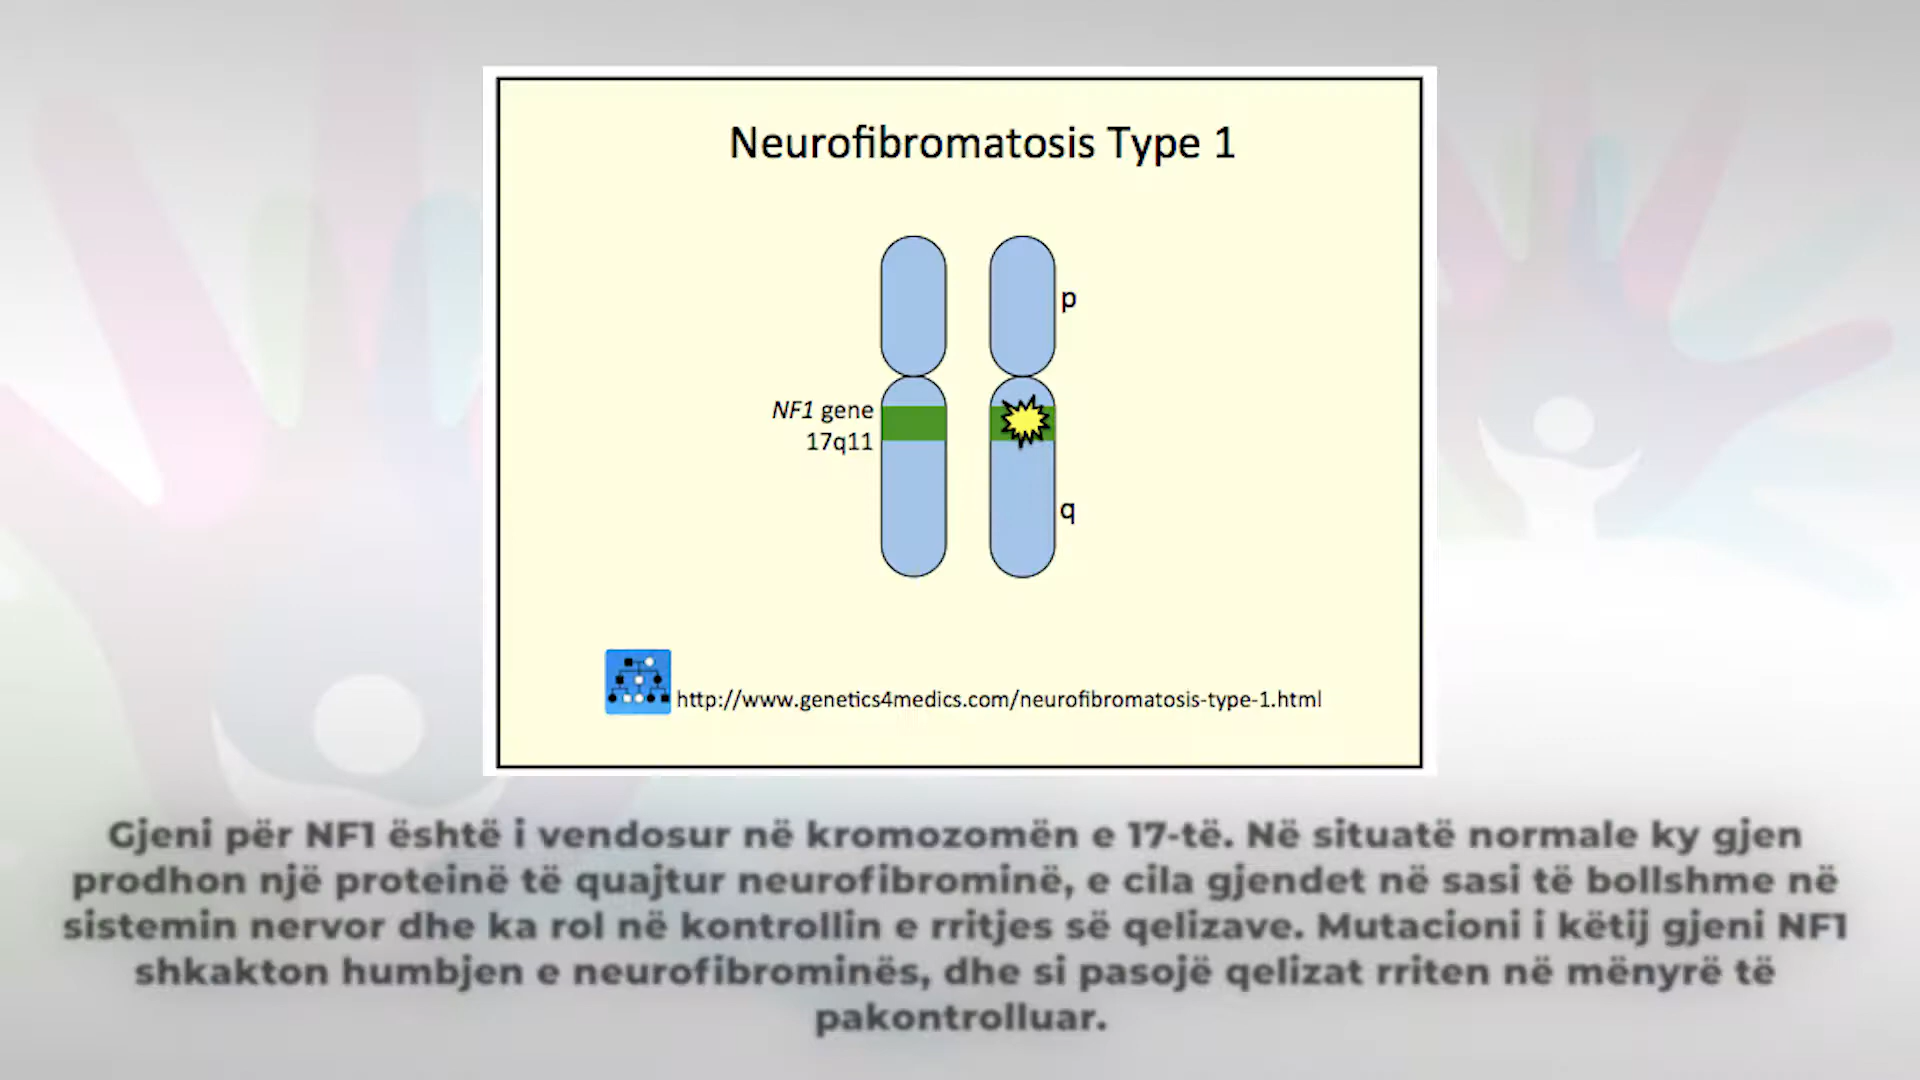 Neurofibromatosis Type 1
p
NF1 gene
17q11
q
http://www.genetics4medics.com/neurofibromatosis-type-1.html
Gjeni për NF1 është i vendosur në kromozomën e 17-të. Në situatë normale ky gjen
prodhon një proteinë të quajtur neurofibrominë, e cila gjendet në sasi të bollshme në
sistemin nervor dhe ka rol në kontrollin e rritjes së qelizave. Mutacioni i këtij gjeni NF1
shkakton humbjen e neurofibrominës, dhe si pasojë qelizat rriten në mënyrë të
pakontrolluar.